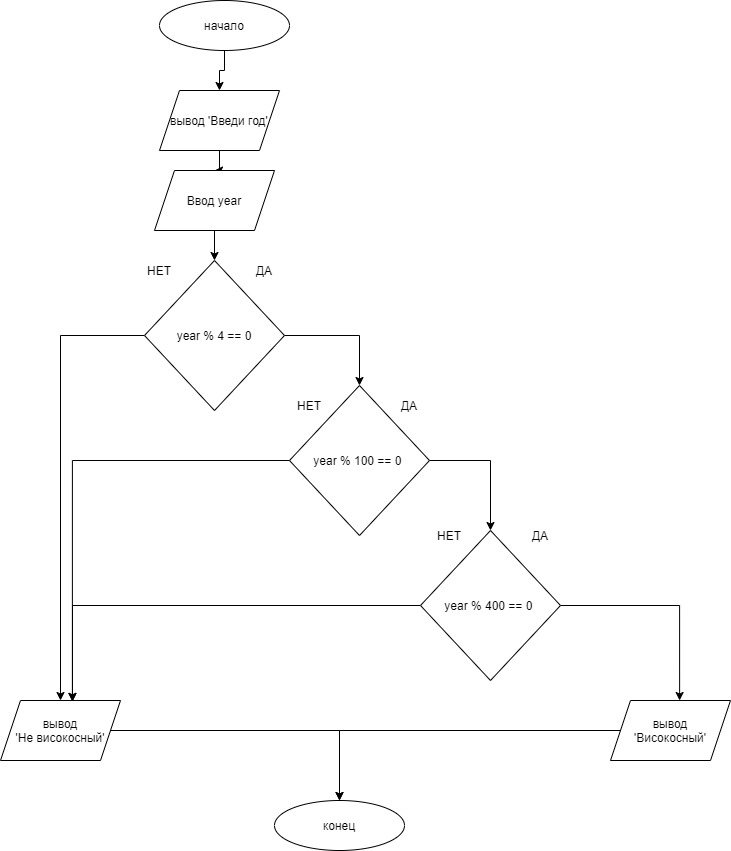 начало
вывод 'Введи год'
Ввод year
НЕТ
ДА
year % 4 == 0
НЕТ
ДА
year % 100 == 0
НЕТ
ДА
year % 400 == 0
вывод
'Не високосный'
вывод
'Високосный'
конец